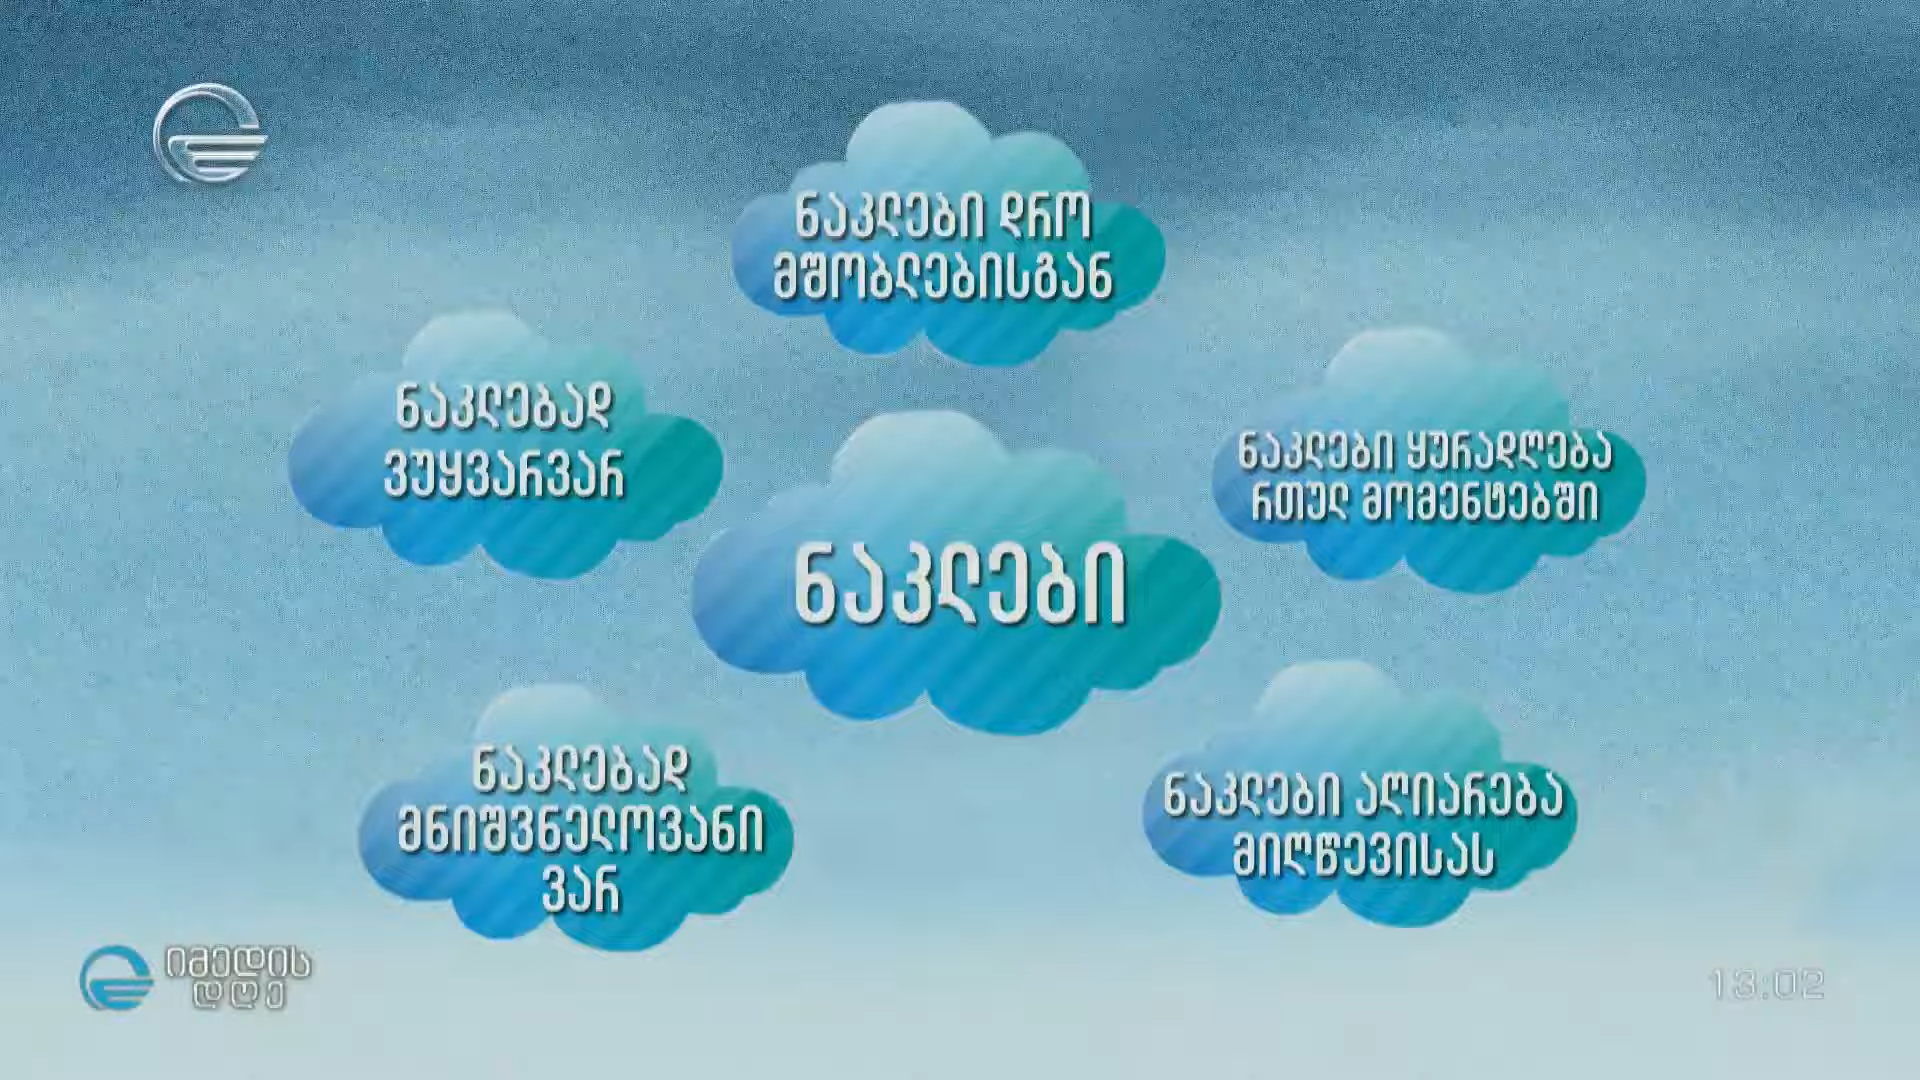 ნაკლები დრო
მშობლებისგან
ნაკლებად
ვუყვარვარ
ნაკლები ყურადღება
რთულ მომენტებში
ნაკლები
ნაკლებად
მნიშვნელოვანი
ვარ
ნაკლები აღიარება
მიღწევისას
იმედის
დღე
13:02